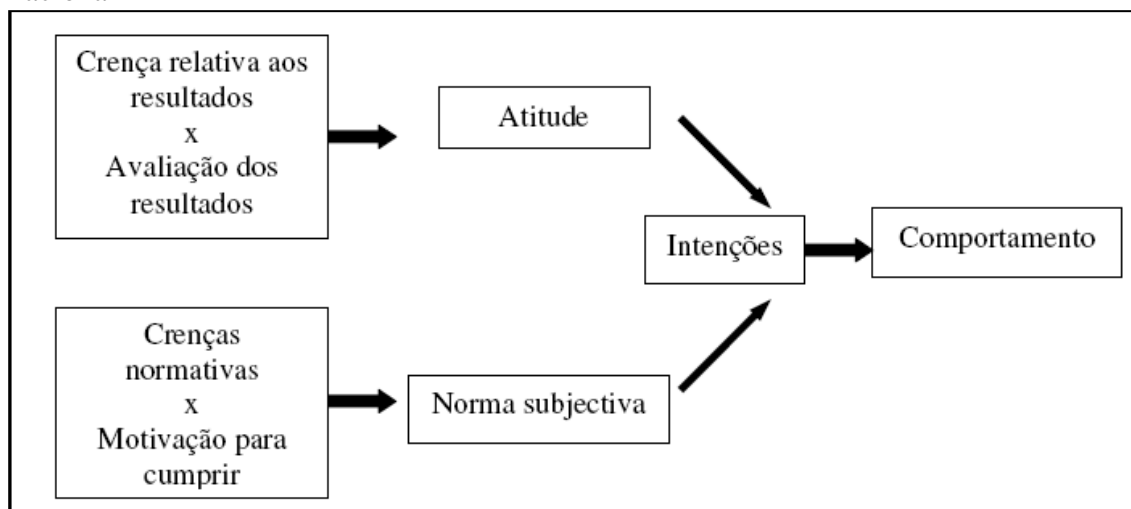 Crença relativa aos
resultados
x
Avaliação dos
resultados
Atitude
Intenções
Comportamento
Crenças
normativas
x
Motivação para
cumprir
Norma subjectiva